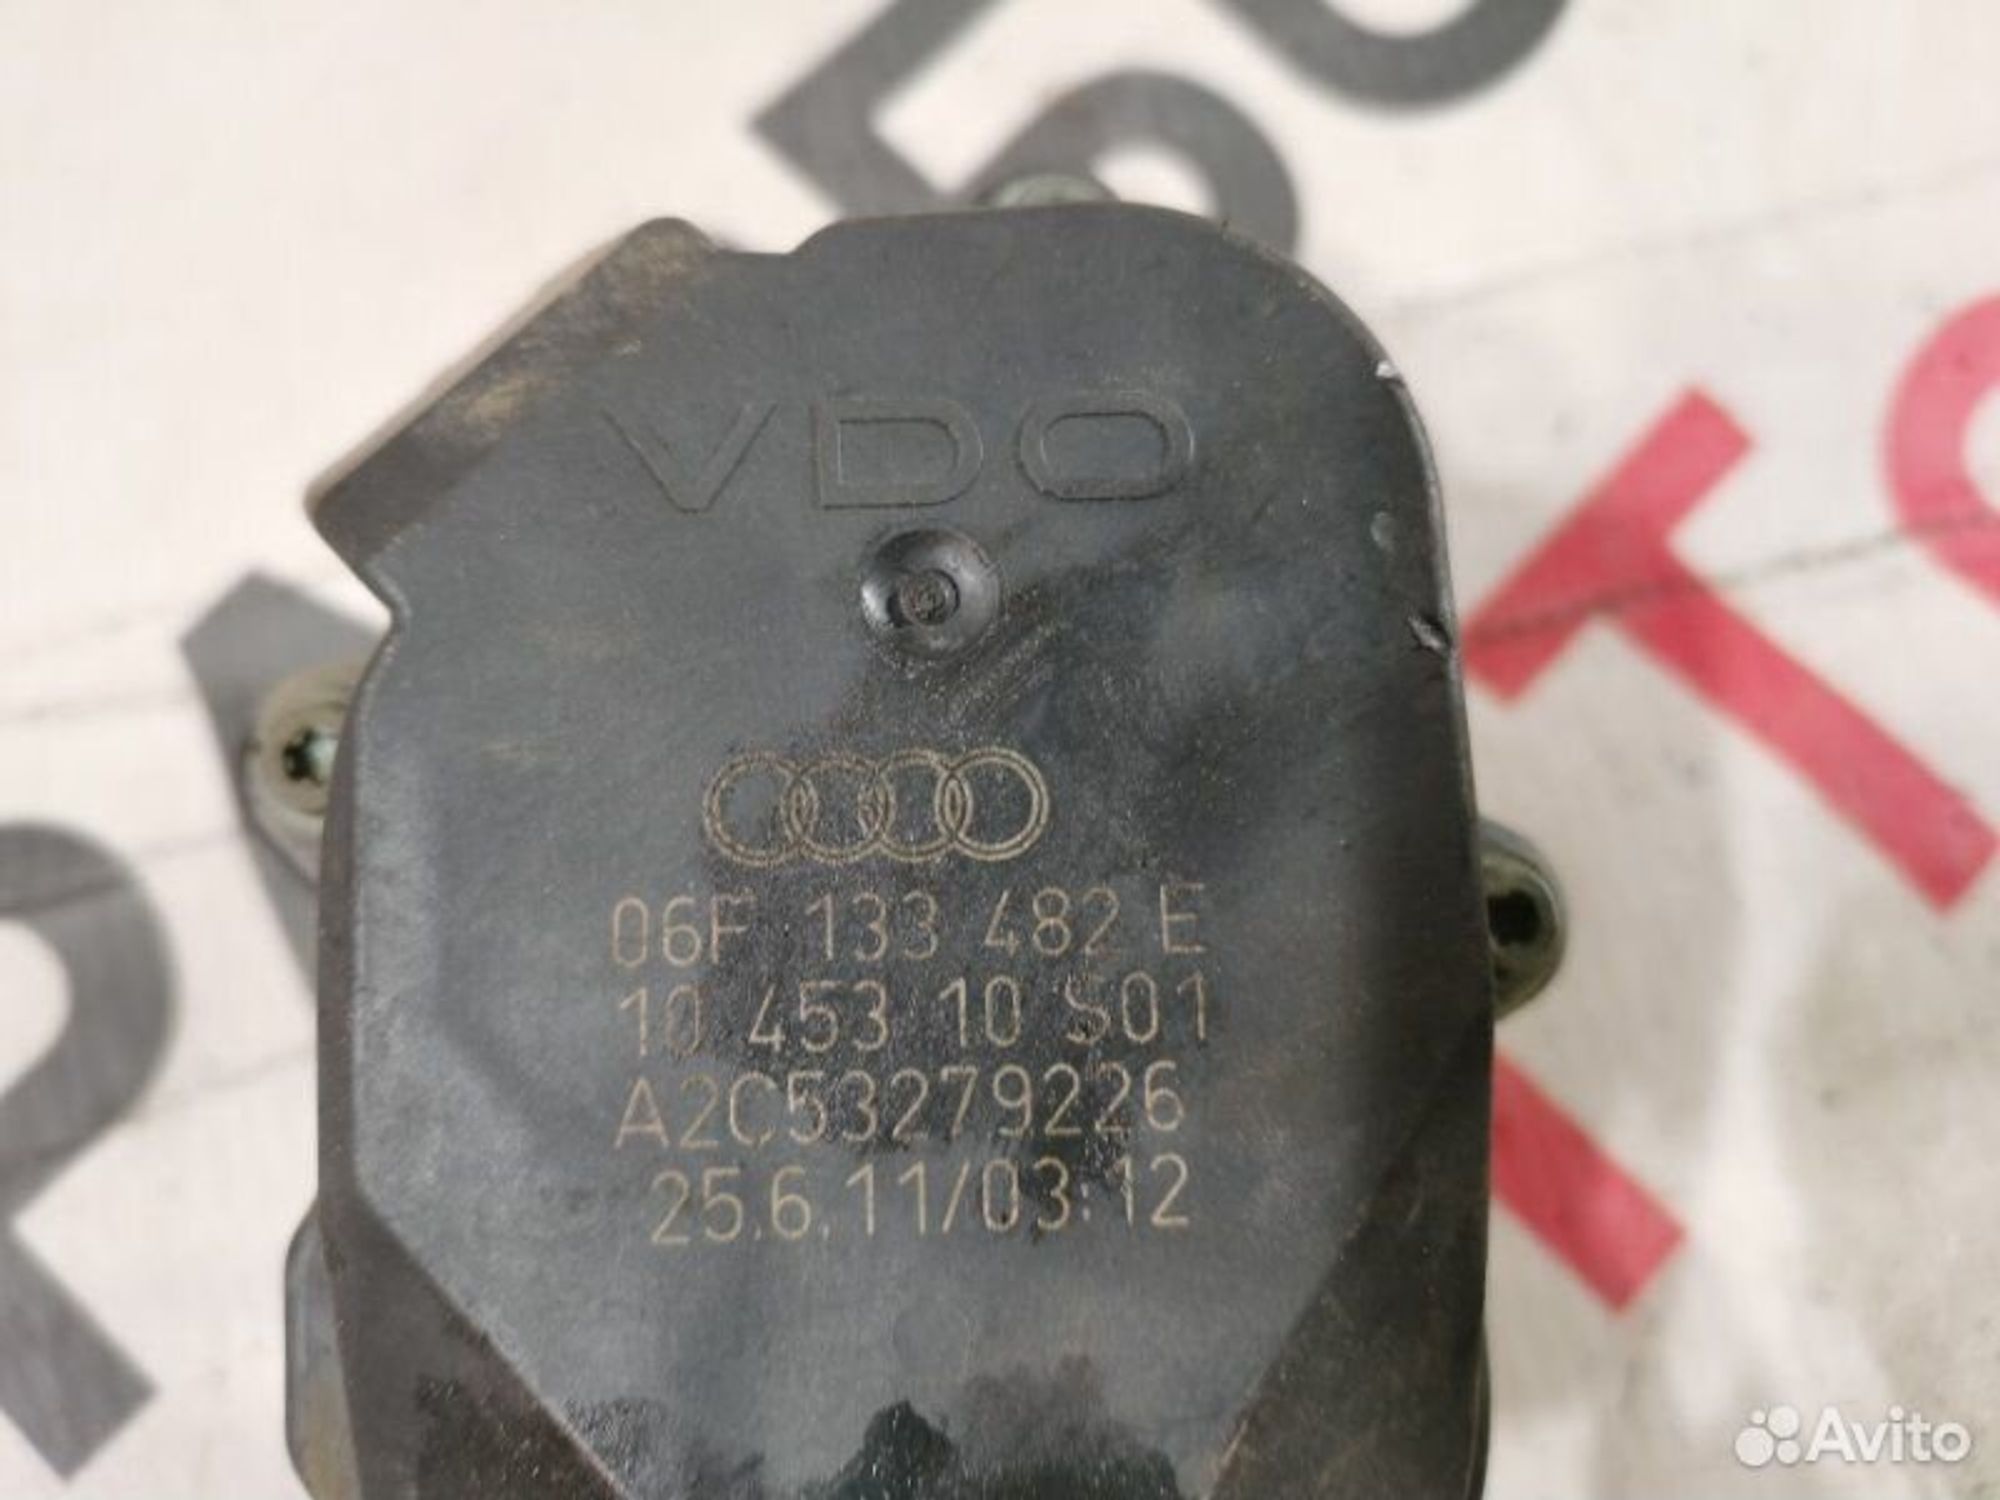 VDO
06F 133 482 E
10 453 10 S01
A2C53279226
25.6.11/03:12
Avito